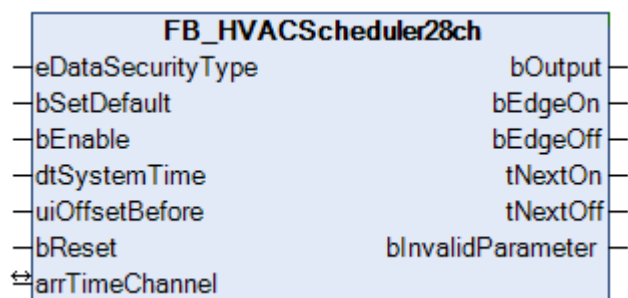 FB_HVACScheduler28ch
eDataSecurityType bOutput
bSetDefault bEdgeOn
bEnable bEdgeOff
dtSystemTime tNextOn
uiOffsetBefore tNextOff
bReset bInvalidParameter
arrTimeChannel